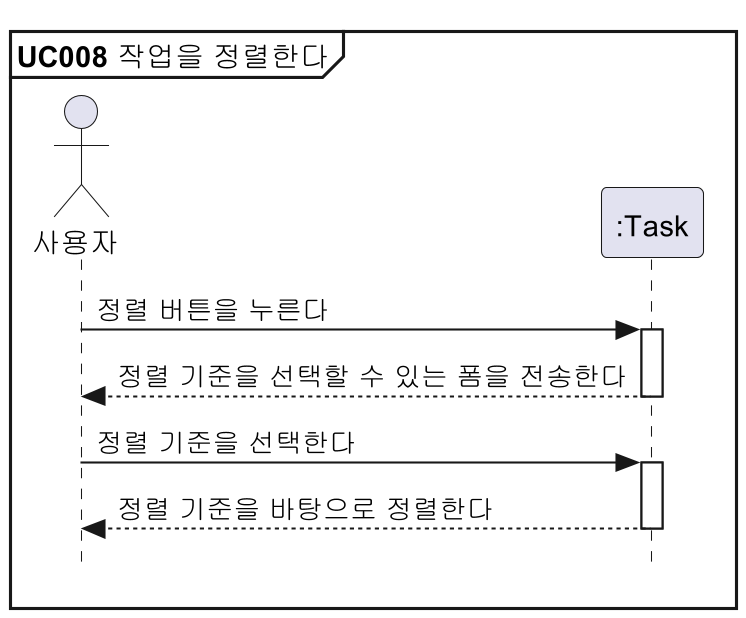 UC008 작업을 정렬한다
사용자
:Task
정렬 버튼을 누른다
정렬 기준을 선택할 수 있는 폼을 전송한다
정렬 기준을 선택한다
정렬 기준을 바탕으로 정렬한다